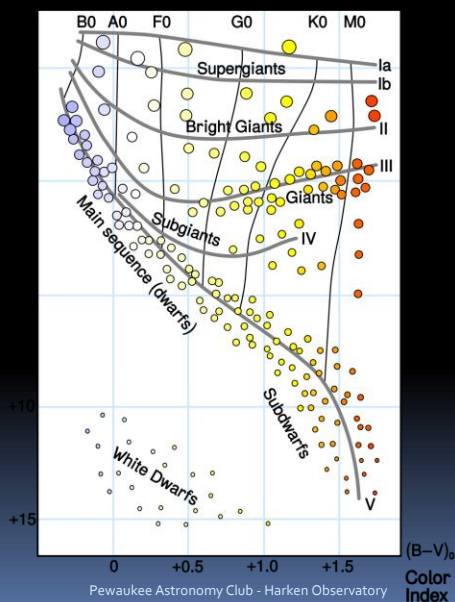 B0 A0 F0 G0 K0 M0
Ia
Supergiants
Ib
Bright Giants
II
III
Giants
Main sequence (dwarfs)
Subgiants
IV
+10
Subdwarfs
White Dwarfs
V
+15
(B–V)₀
0 +0.5 +1.0 +1.5
Color
Index
Pewaukee Astronomy Club - Harken Observatory